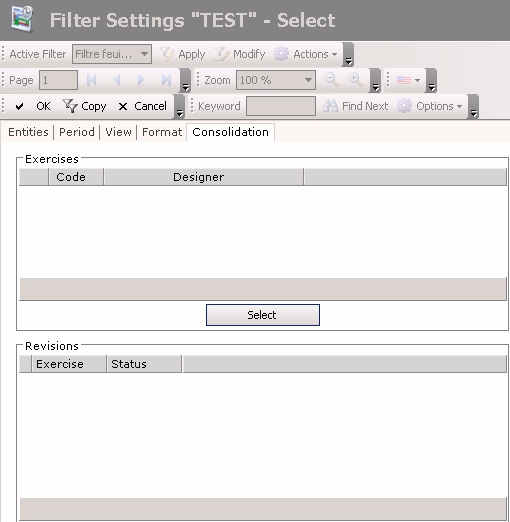 Filter Settings "TEST" - Select
Active Filter Filtre feui... Apply Modify Actions
Page 1 Zoom 100 %
OK Copy Cancel Keyword Find Next Options
Entities Period View Format Consolidation
Exercises
Code Designer
Select
Revisions
Exercise Status